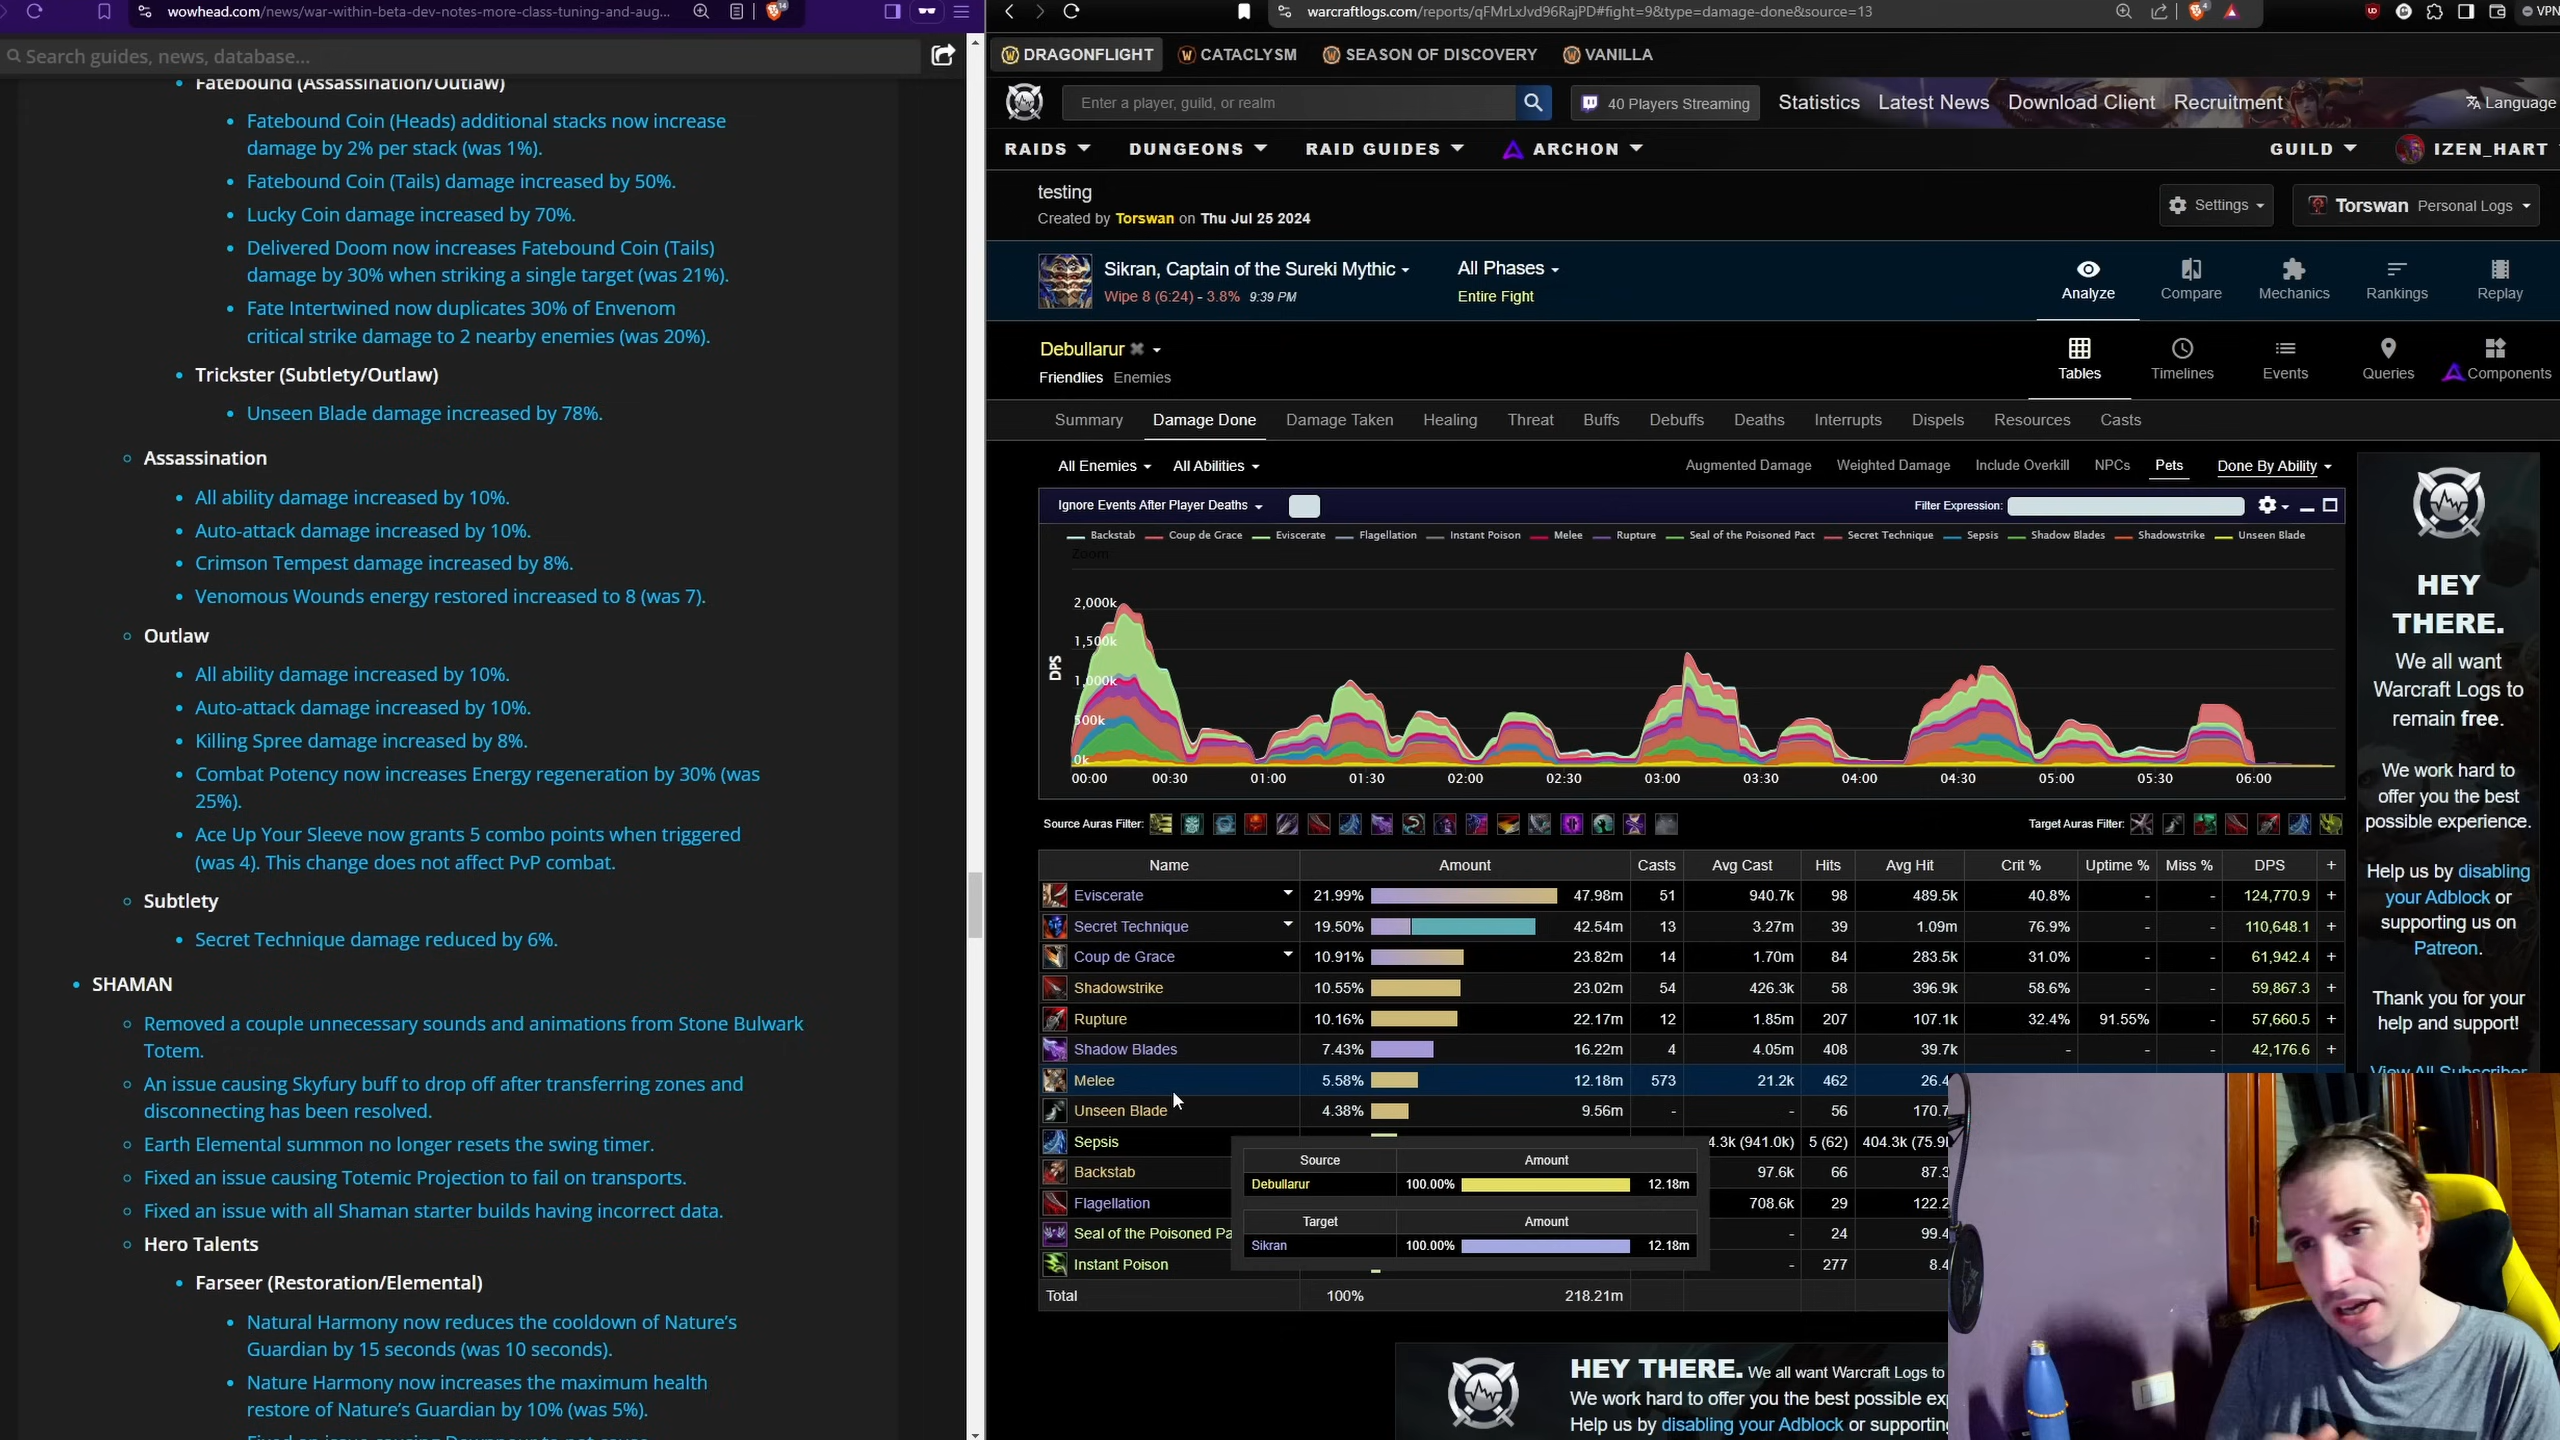 wowhead.com/news/war-within-beta-dev-notes-more-class-tuning-and-aug...
14
Search guides, news, database...
Fatebound (Assassination/Outlaw)
Fatebound Coin (Heads) additional stacks now increase
damage by 2% per stack (was 1%).
Fatebound Coin (Tails) damage increased by 50%.
Lucky Coin damage increased by 70%.
Delivered Doom now increases Fatebound Coin (Tails)
damage by 30% when striking a single target (was 21%).
Fate Intertwined now duplicates 30% of Envenom
critical strike damage to 2 nearby enemies (was 20%).
Trickster (Subtlety/Outlaw)
Unseen Blade damage increased by 78%.
Assassination
All ability damage increased by 10%.
Auto-attack damage increased by 10%.
Crimson Tempest damage increased by 8%.
Venomous Wounds energy restored increased to 8 (was 7).
Outlaw
All ability damage increased by 10%.
Auto-attack damage increased by 10%.
Killing Spree damage increased by 8%.
Combat Potency now increases Energy regeneration by 30% (was
25%).
Ace Up Your Sleeve now grants 5 combo points when triggered
(was 4). This change does not affect PvP combat.
Subtlety
Secret Technique damage reduced by 6%.
SHAMAN
Removed a couple unnecessary sounds and animations from Stone Bulwark
Totem.
An issue causing Skyfury buff to drop off after transferring zones and
disconnecting has been resolved.
Earth Elemental summon no longer resets the swing timer.
Fixed an issue causing Totemic Projection to fail on transports.
Fixed an issue with all Shaman starter builds having incorrect data.
Hero Talents
Farseer (Restoration/Elemental)
Natural Harmony now reduces the cooldown of Nature's
Guardian by 15 seconds (was 10 seconds).
Nature Harmony now increases the maximum health
restore of Nature's Guardian by 10% (was 5%).
warcraftlogs.com/reports/qFMrLxJvd96RajPD#fight=9&type=damage-done&source=13
4
VPN
DRAGONFLIGHT CATACLYSM SEASON OF DISCOVERY VANILLA
Enter a player, guild, or realm
40 Players Streaming Statistics Latest News Download Client Recruitment Language
RAIDS DUNGEONS RAID GUIDES ARCHON GUILD IZEN_HART
testing
Created by Torswan on Thu Jul 25 2024
Settings
Torswan Personal Logs
Sikran, Captain of the Sureki Mythic All Phases
Wipe 8 (6:24) - 3.8% 9:39 PM Entire Fight
Analyze Compare Mechanics Rankings Replay
Debullarur
Friendlies Enemies
Tables Timelines Events Queries Components
Summary Damage Done Damage Taken Healing Threat Buffs Debuffs Deaths Interrupts Dispels Resources Casts
All Enemies All Abilities Augmented Damage Weighted Damage Include Overkill NPCs Pets Done By Ability
Ignore Events After Player Deaths Filter Expression:
Backstab Coup de Grace Eviscerate Flagellation Instant Poison Melee Rupture Seal of the Poisoned Pact Secret Technique Sepsis Shadow Blades Shadowstrike Unseen Blade
Zoom
DPS
2,000k
1,500k
1,000k
500k
0k
00:00 00:30 01:00 01:30 02:00 02:30 03:00 03:30 04:00 04:30 05:00 05:30 06:00
Source Auras Filter: Target Auras Filter:
Name Amount Casts Avg Cast Hits Avg Hit Crit % Uptime % Miss % DPS +
Eviscerate 21.99% 47.98m 51 940.7k 98 489.5k 40.8% - - 124,770.9 +
Secret Technique 19.50% 42.54m 13 3.27m 39 1.09m 76.9% - - 110,648.1 +
Coup de Grace 10.91% 23.82m 14 1.70m 84 283.5k 31.0% - - 61,942.4 +
Shadowstrike 10.55% 23.02m 54 426.3k 58 396.9k 58.6% - - 59,867.3 +
Rupture 10.16% 22.17m 12 1.85m 207 107.1k 32.4% 91.55% - 57,660.5 +
Shadow Blades 7.43% 16.22m 4 4.05m 408 39.7k - - - 42,176.6 +
Melee 5.58% 12.18m 573 21.2k 462 26.4
Unseen Blade 4.38% 9.56m - - 56 170.7
Sepsis 4.3k (941.0k) 5 (62) 404.3k (75.9
Backstab 97.6k 66 87.3
Flagellation 708.6k 29 122.2
Seal of the Poisoned Pa - 24 99.4
Instant Poison - 277 8.4
Total 100% 218.21m
Source Amount
Debullarur 100.00% 12.18m
Target Amount
Sikran 100.00% 12.18m
HEY
THERE.
We all want
Warcraft Logs to
remain free.
We work hard to
offer you the best
possible experience.
Help us by disabling
your Adblock or
supporting us on
Patreon.
Thank you for your
help and support!
View All Subscriber
HEY THERE. We all want Warcraft Logs to
We work hard to offer you the best possible exp
Help us by disabling your Adblock or supporting